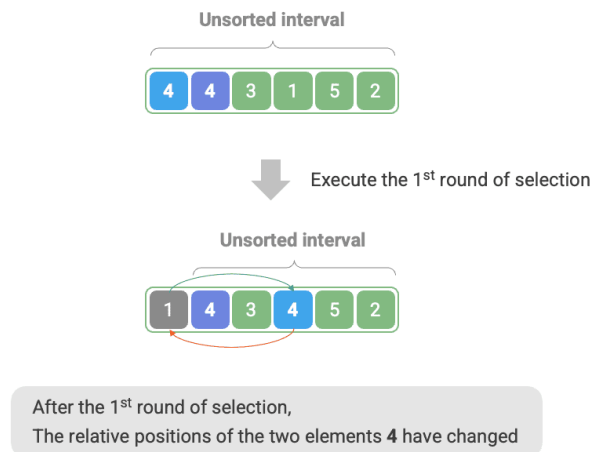 Unsorted interval
4 4 3 1 5 2
Execute the 1st round of selection
Unsorted interval
1 4 3 4 5 2
After the 1st round of selection,
The relative positions of the two elements 4 have changed